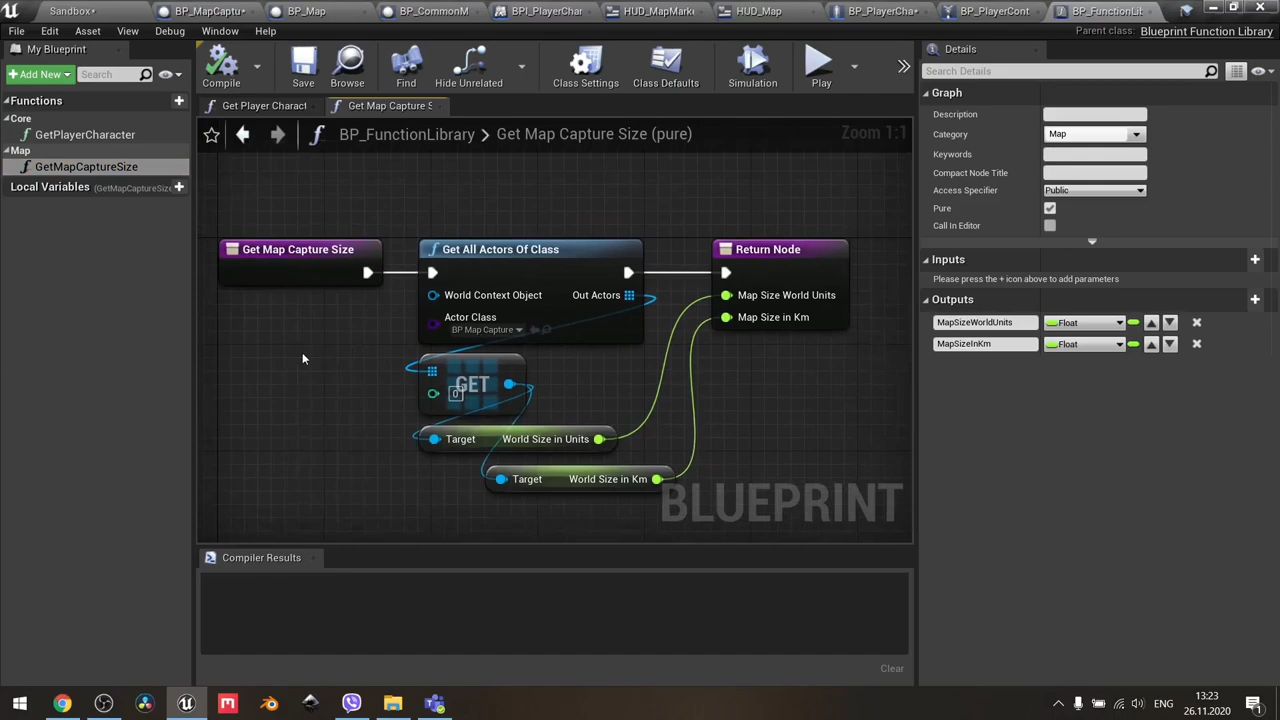 Sandbox•
BP_MapCaptu•
BP_Map
BP_CommonM
BPI_PlayerChar
HUD_MapMark
HUD_Map
BP_PlayerCha•
BP_PlayerCont
BP_FunctionLib
File Edit Asset View Debug Window Help
Parent class: Blueprint Function Library
My Blueprint
+Add New
Search
Functions
Core
GetPlayerCharacter
Map
GetMapCaptureSize
Local Variables (GetMapCaptureSize
Compile
Save
Browse
Find
Hide Unrelated
Class Settings
Class Defaults
Simulation
Play
Get Player Charact
Get Map Capture S
BP_FunctionLibrary > Get Map Capture Size (pure)
Zoom 1:1
Get Map Capture Size
Get All Actors Of Class
World Context Object
Out Actors
Actor Class
BP Map Capture
Return Node
Map Size World Units
Map Size in Km
GET
0
Target World Size in Units
Target World Size in Km
BLUEPRINT
Compiler Results
Clear
Details
Search Details
Graph
Description
Category Map
Keywords
Compact Node Title
Access Specifier Public
Pure
Call In Editor
Inputs
Please press the + icon above to add parameters
Outputs
MapSizeWorldUnits Float
MapSizeInKm Float
ENG
13:23
26.11.2020
1